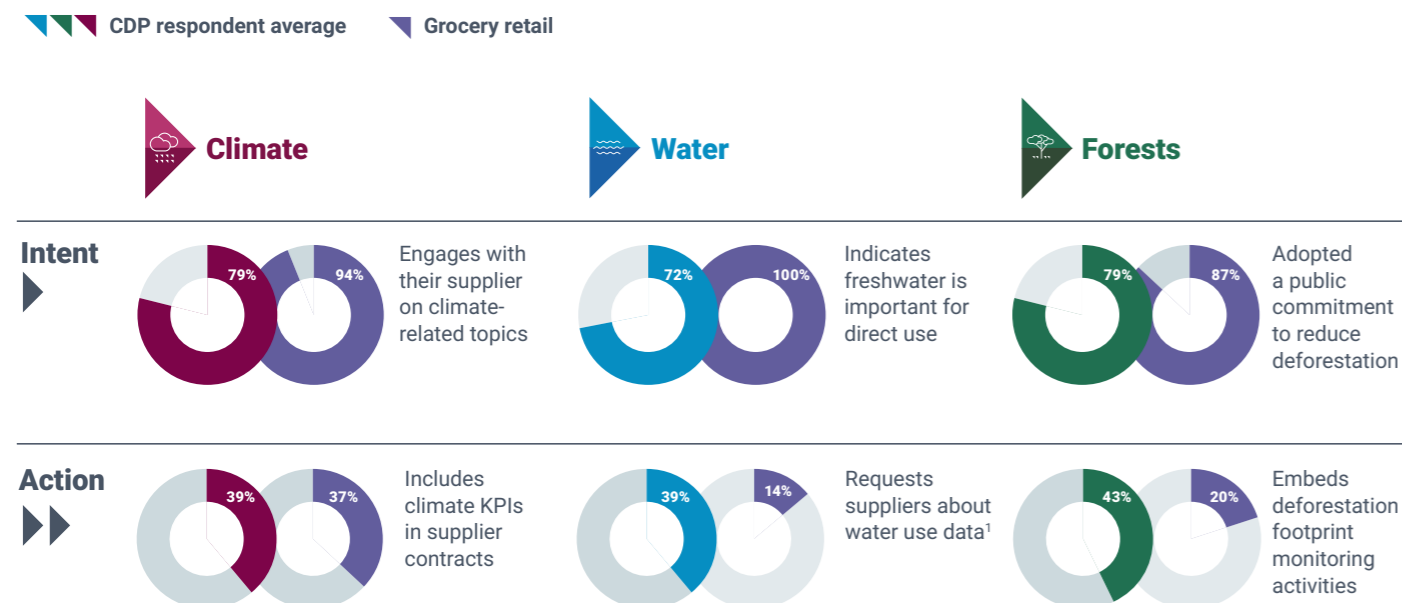 CDP respondent average
Grocery retail
Climate
Water
Forests
Intent
79%
94%
Engages with
their supplier
on climate-
related topics
72%
100%
Indicates
freshwater is
important for
direct use
79%
87%
Adopted
a public
commitment
to reduce
deforestation
Action
39%
37%
Includes
climate KPIs
in supplier
contracts
39%
14%
Requests
suppliers about
water use data¹
43%
20%
Embeds
deforestation
footprint
monitoring
activities